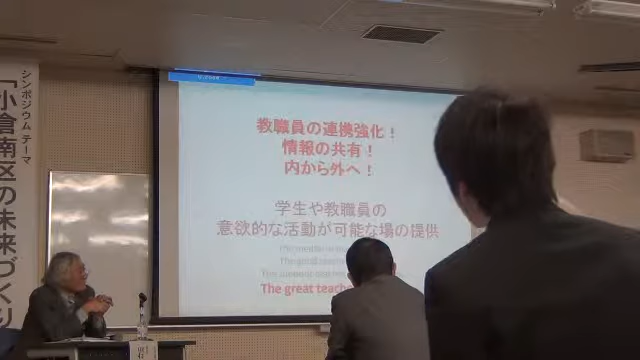 シンポジウム テーマ
「小倉南区の未来づくり
教職員の連携強化！
情報の共有！
内から外へ！
学生や教職員の
意欲的な活動が可能な場の提供
The great